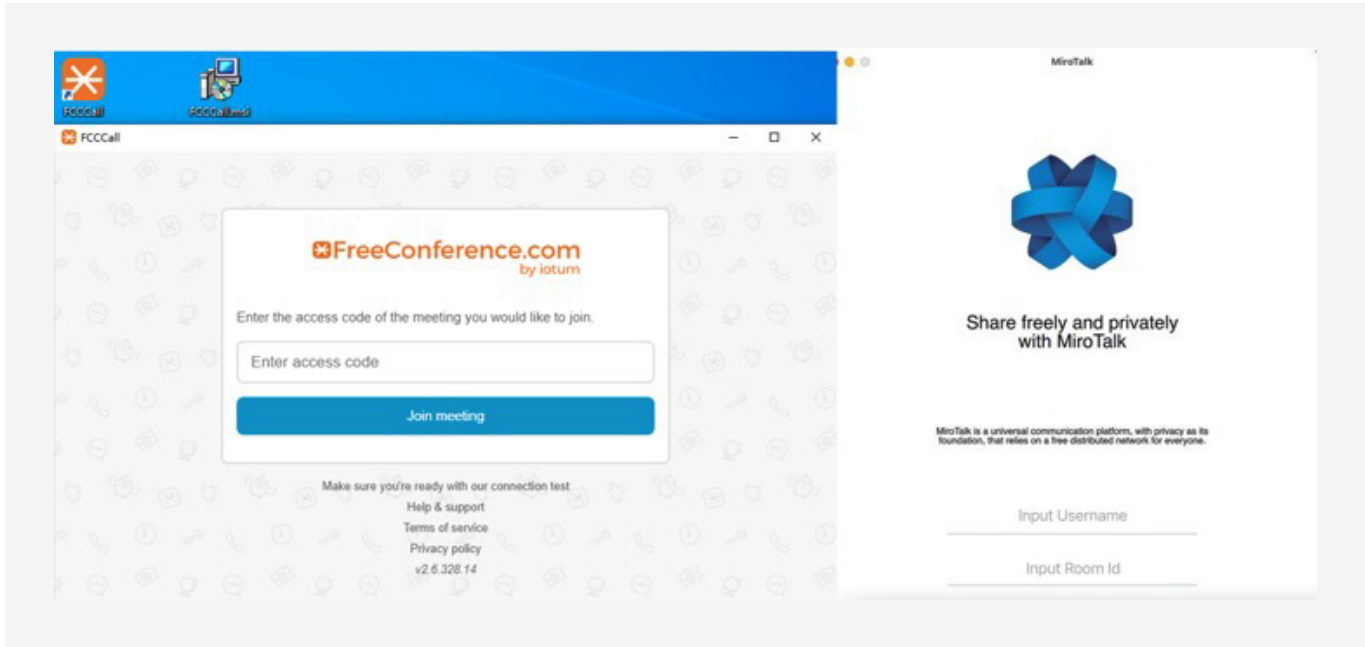 FCCCall
FCCCall.msi
FCCCall
FreeConference.com
by iotum
Enter the access code of the meeting you would like to join.
Enter access code
Join meeting
Make sure you're ready with our connection test
Help & support
Terms of service
Privacy policy
v2.6.328.14
MiroTalk
Share freely and privately
with MiroTalk
MiroTalk is a universal communication platform, with privacy as its
foundation, that relies on a free distributed network for everyone.
Input Username
Input Room Id